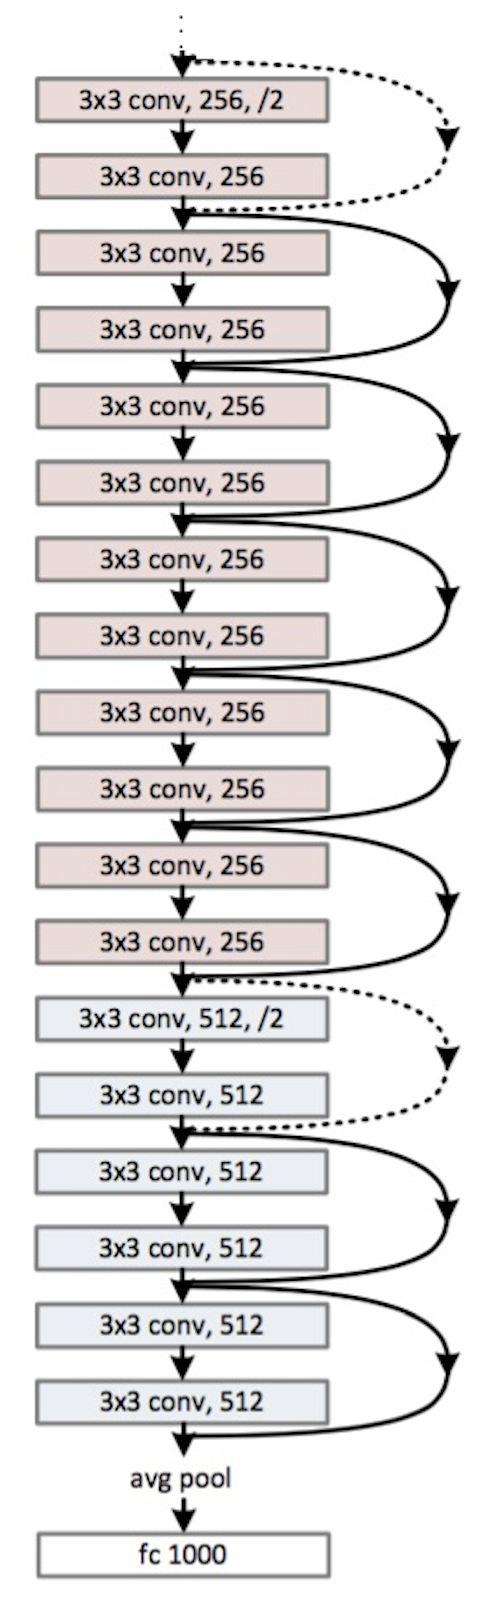 3x3 conv, 256, /2
3x3 conv, 256
3x3 conv, 256
3x3 conv, 256
3x3 conv, 256
3x3 conv, 256
3x3 conv, 256
3x3 conv, 256
3x3 conv, 256
3x3 conv, 256
3x3 conv, 256
3x3 conv, 256
3x3 conv, 512, /2
3x3 conv, 512
3x3 conv, 512
3x3 conv, 512
3x3 conv, 512
3x3 conv, 512
avg pool
fc 1000